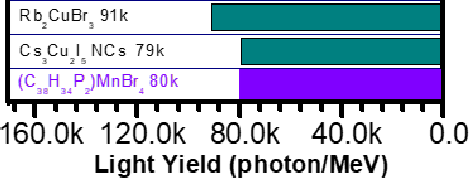 Rb₂CuBr₃ 91k
Cs₃Cu₂I₅ NCs 79k
(C₃₈H₃₄P₂)MnBr₄ 80k
160.0k 120.0k 80.0k 40.0k 0.0
Light Yield (photon/MeV)